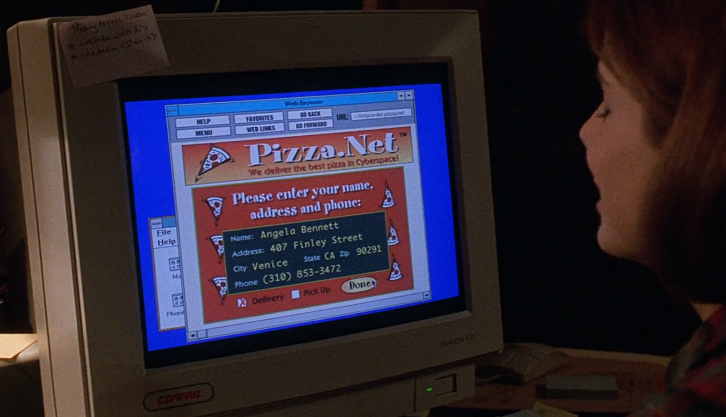 Web Browser
HELP FAVORITES GO BACK URL:
MENU WEB LINKS GO FORWARD
Pizza.Net™
We deliver the best pizza in Cyberspace!
Please enter your name,
address and phone:
Name: Angela Bennett
Address: 407 Finley Street
City Venice State CA Zip 90291
Phone (310) 853-3472
X Delivery Pick Up Done
File
Help
COMPAQ